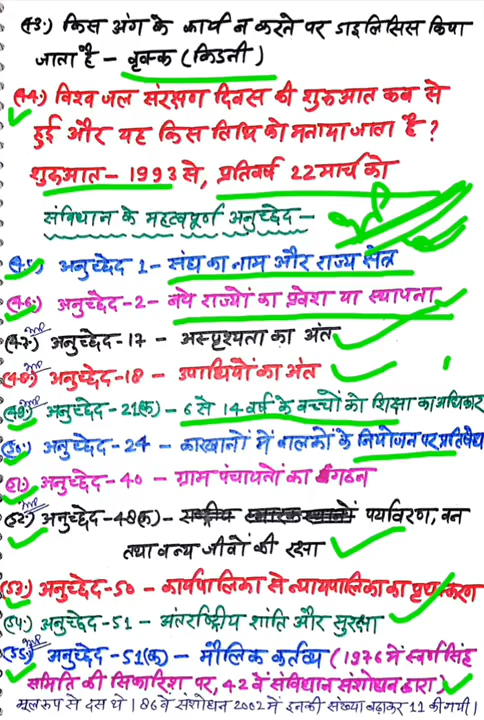 (43.) किस अंग के कार्य न करने पर डाइलिसिस किया
जाता है - वृक्क (किडनी)
(44.) विश्व जल संरक्षण दिवस की शुरुआत कब से
हुई और यह किस तिथि को मनाया जाता है?
शुरुआत - 1993 से, प्रतिवर्ष 22 मार्च को
संविधान के महत्वपूर्ण अनुच्छेद -
(45.) अनुच्छेद 1 - संघ का नाम और राज्य क्षेत्र
(46.) अनुच्छेद - 2 - नये राज्यों का प्रवेश या स्थापना
(47.) अनुच्छेद - 17 - अस्पृश्यता का अंत
(48.) अनुच्छेद - 18 - उपाधियों का अंत
(49.) अनुच्छेद - 21(क) - 6 से 14 वर्ष के बच्चों को शिक्षा का अधिकार
(50.) अनुच्छेद - 24 - कारखानों में बालकों के नियोजन पर प्रतिषेध
(51.) अनुच्छेद - 40 - ग्राम पंचायतों का गठन
(52.) अनुच्छेद - 48(क) - पर्यावरण, वन
तथा वन्य जीवों की रक्षा
(53.) अनुच्छेद - 50 - कार्यपालिका से न्यायपालिका का पृथक्करण
(54.) अनुच्छेद - 51 - अंतर्राष्ट्रीय शांति और सुरक्षा
(55.) अनुच्छेद - 51(क) - मौलिक कर्तव्य (1976 में स्वर्ण सिंह
समिति की सिफारिश पर, 42 वें संविधान संशोधन द्वारा)
मूलरूप से दस थे। 86 वें संशोधन 2002 में इनकी संख्या बढ़ाकर 11 की गयी।